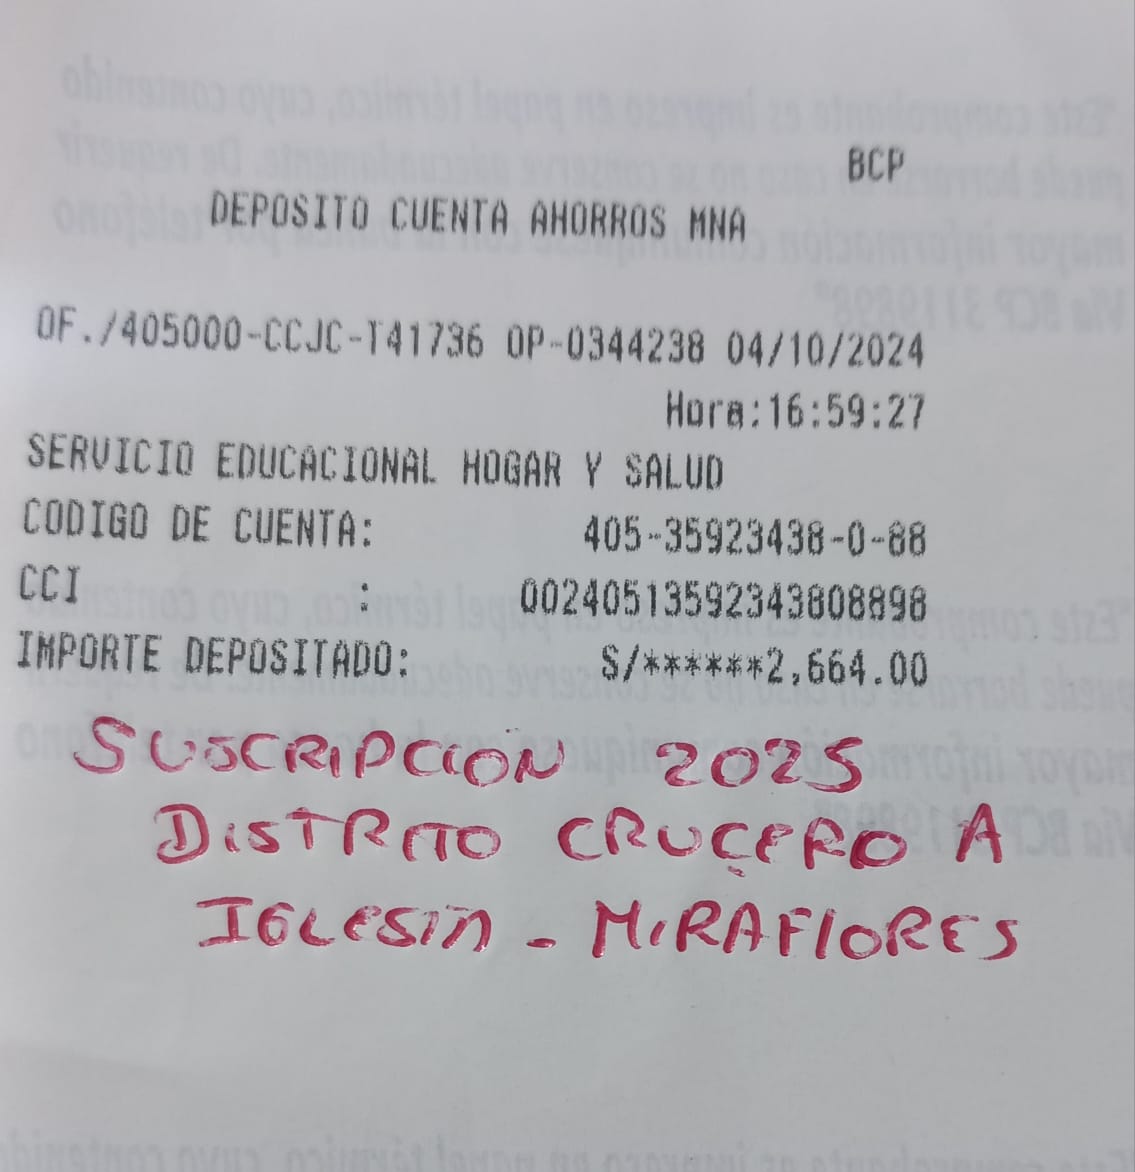 BCP
DEPOSITO CUENTA AHORROS MNA
OF./405000-CCJC-T41736 OP-0344238 04/10/2024
Hora:16:59:27
SERVICIO EDUCACIONAL HOGAR Y SALUD
CODIGO DE CUENTA: 405-35923438-0-88
CCI : 00240513592343808898
IMPORTE DEPOSITADO: S/******2,664.00
SUSCRIPCION 2025
DISTRITO CRUCERO A
IGLESIA - MIRAFLORES